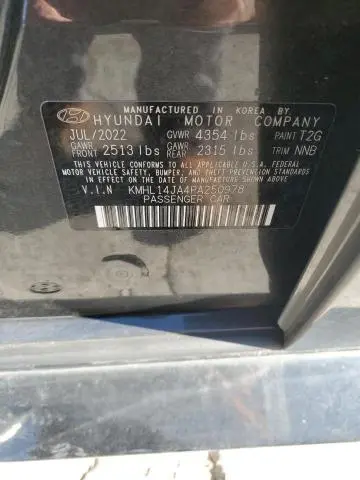 MANUFACTURED IN KOREA BY
HYUNDAI MOTOR COMPANY
JUL/2022 GVWR 4354 lbs PAINT T2G
GAWR FRONT 2513 lbs GAWR REAR 2315 lbs TRIM NNB
THIS VEHICLE CONFORMS TO ALL APPLICABLE U.S.A. FEDERAL
MOTOR VEHICLE SAFETY, BUMPER, AND THEFT PREVENTION STANDARDS
IN EFFECT ON THE DATE OF MANUFACTURE SHOWN ABOVE.
V.I.N KMHL14JA4PA250978
PASSENGER CAR